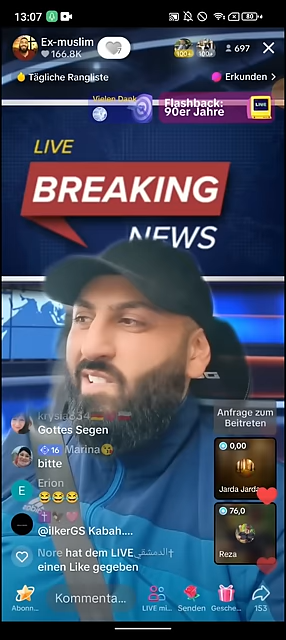 13:07
80
Ex-muslim
166.8K
697
Tägliche Rangliste
Erkunden >
Vielen Dank
Flashback:
90er Jahre
LIVE
LIVE
BREAKING
NEWS
Gottes Segen
16 Marina😘
bitte
E
Erion
😂😂😂
@ilkerGS Kabah....
Nore hat dem LIVE الدمشقي†
einen Like gegeben
Anfrage zum
Beitreten
0,00
Jarda Jarda
76,0
Reza
Abonn...
Kommenta...
LIVE mi...
Senden
Gesche...
153